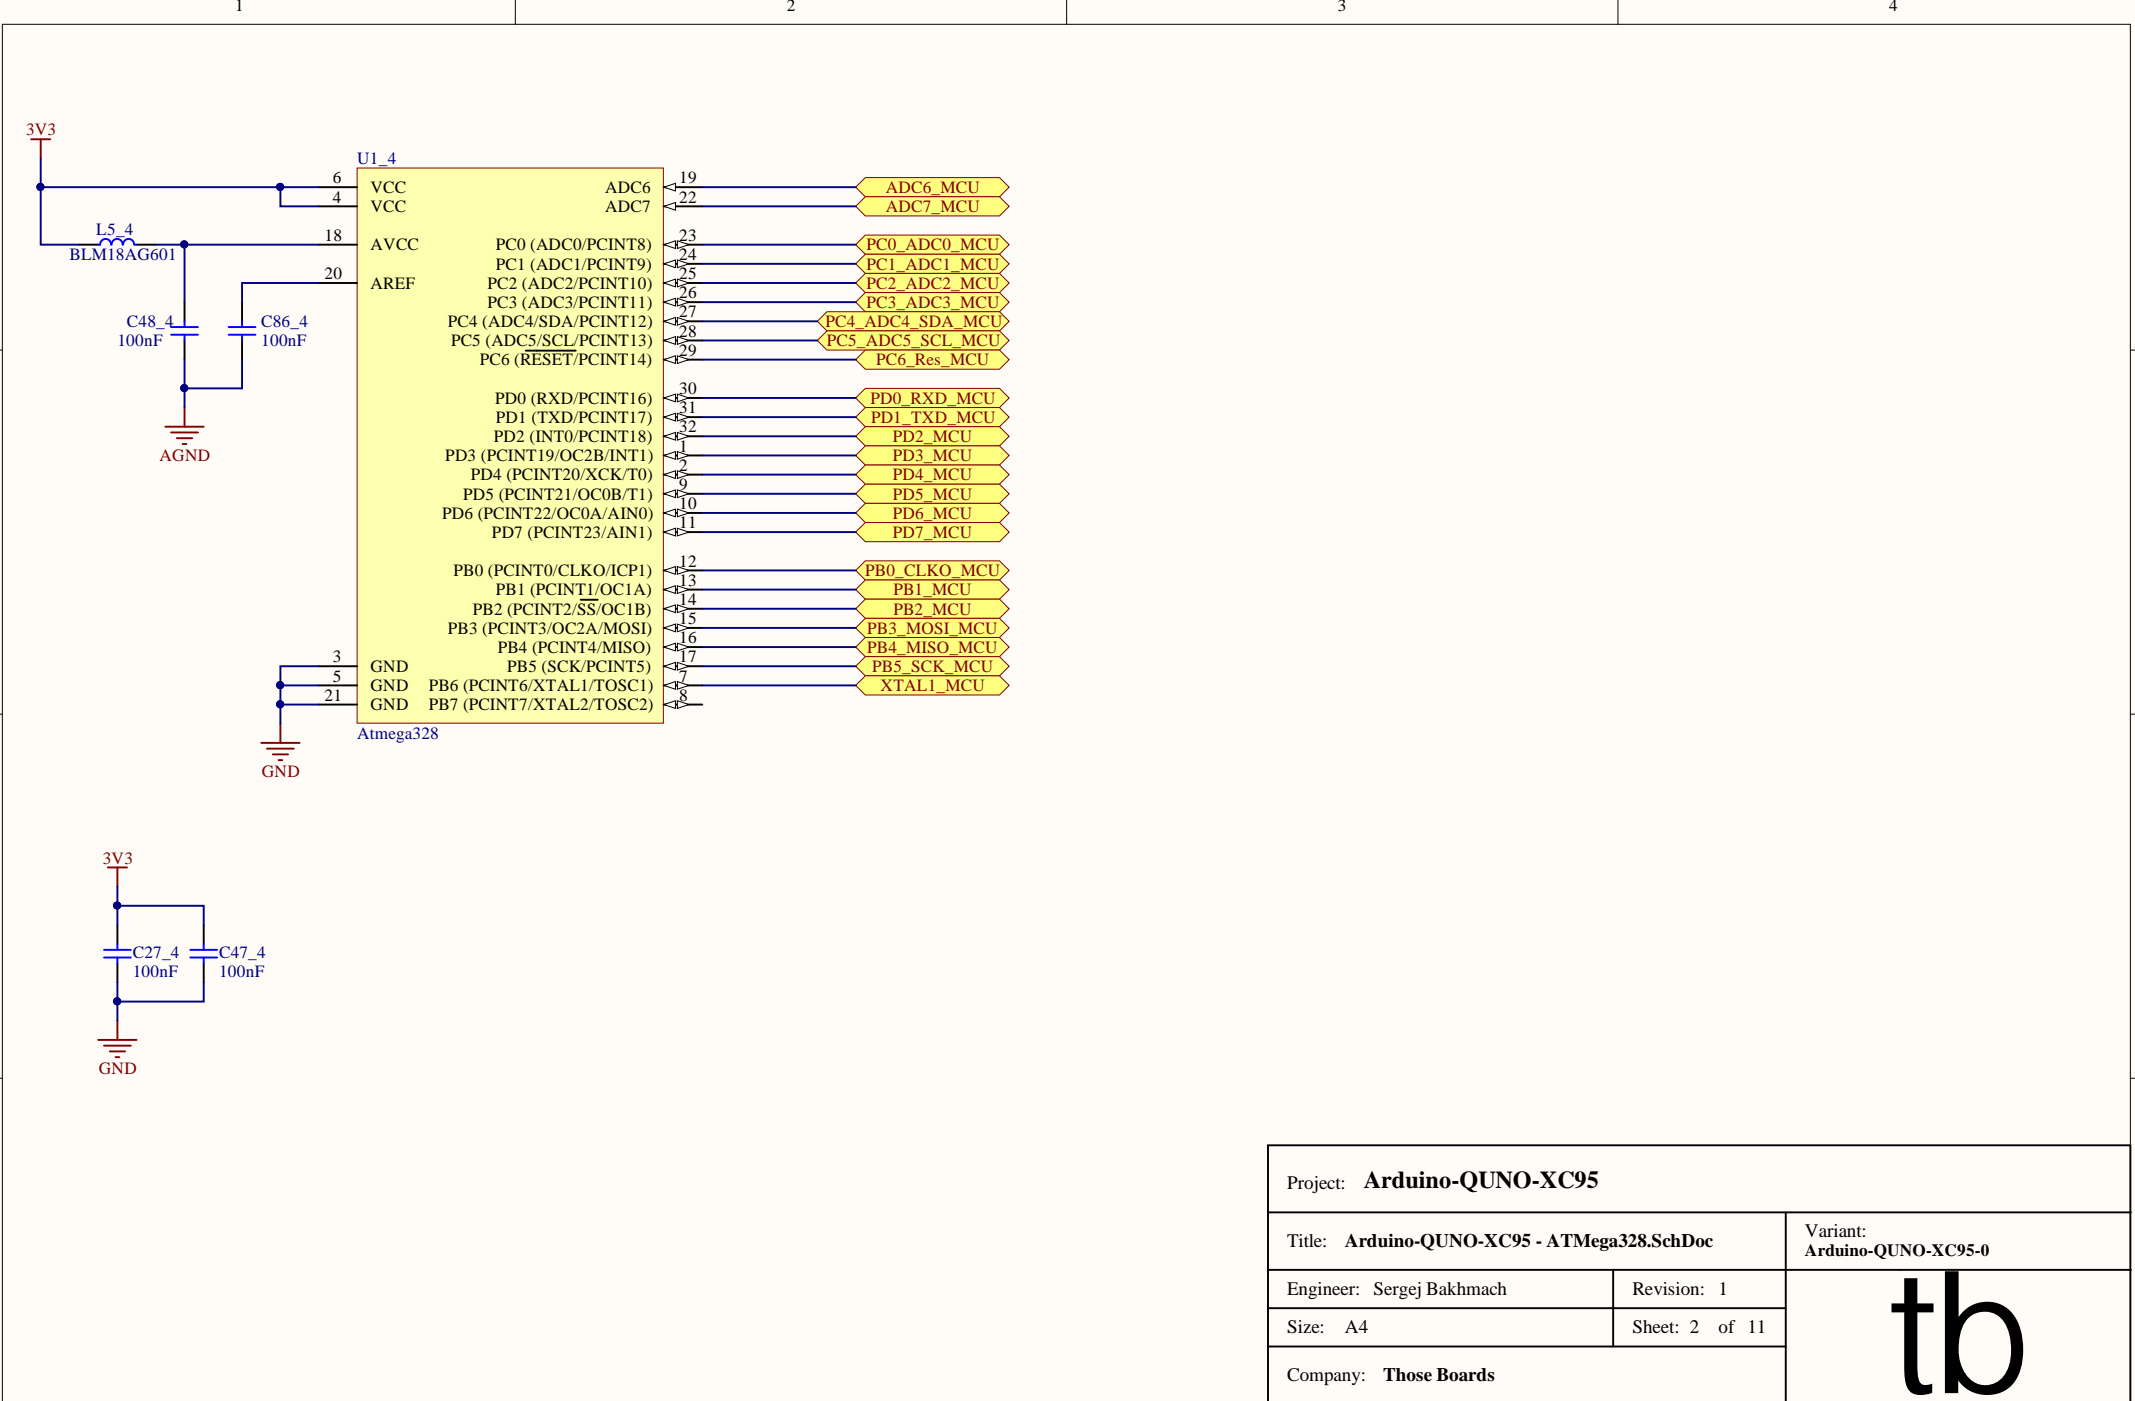 1
2
3
4
3V3
U1_4
6
VCC
4
VCC
L5_4
BLM18AG601
18
AVCC
20
AREF
C48_4
100nF
C86_4
100nF
AGND
3
GND
5
GND
21
GND
GND
ADC6
19
ADC6_MCU
ADC7
22
ADC7_MCU
PC0 (ADC0/PCINT8)
23
PC0_ADC0_MCU
PC1 (ADC1/PCINT9)
24
PC1_ADC1_MCU
PC2 (ADC2/PCINT10)
25
PC2_ADC2_MCU
PC3 (ADC3/PCINT11)
26
PC3_ADC3_MCU
PC4 (ADC4/SDA/PCINT12)
27
PC4_ADC4_SDA_MCU
PC5 (ADC5/SCL/PCINT13)
28
PC5_ADC5_SCL_MCU
PC6 (RESET/PCINT14)
29
PC6_Res_MCU
PD0 (RXD/PCINT16)
30
PD0_RXD_MCU
PD1 (TXD/PCINT17)
31
PD1_TXD_MCU
PD2 (INT0/PCINT18)
32
PD2_MCU
PD3 (PCINT19/OC2B/INT1)
1
PD3_MCU
PD4 (PCINT20/XCK/T0)
2
PD4_MCU
PD5 (PCINT21/OC0B/T1)
9
PD5_MCU
PD6 (PCINT22/OC0A/AIN0)
10
PD6_MCU
PD7 (PCINT23/AIN1)
11
PD7_MCU
PB0 (PCINT0/CLKO/ICP1)
12
PB0_CLKO_MCU
PB1 (PCINT1/OC1A)
13
PB1_MCU
PB2 (PCINT2/SS/OC1B)
14
PB2_MCU
PB3 (PCINT3/OC2A/MOSI)
15
PB3_MOSI_MCU
PB4 (PCINT4/MISO)
16
PB4_MISO_MCU
PB5 (SCK/PCINT5)
17
PB5_SCK_MCU
PB6 (PCINT6/XTAL1/TOSC1)
7
XTAL1_MCU
PB7 (PCINT7/XTAL2/TOSC2)
8
Atmega328
3V3
C27_4
100nF
C47_4
100nF
GND
Project: Arduino-QUNO-XC95
Title: Arduino-QUNO-XC95 - ATMega328.SchDoc
Variant:
Arduino-QUNO-XC95-0
Engineer: Sergej Bakhmach
Revision: 1
Size: A4
Sheet: 2 of 11
Company: Those Boards
tb